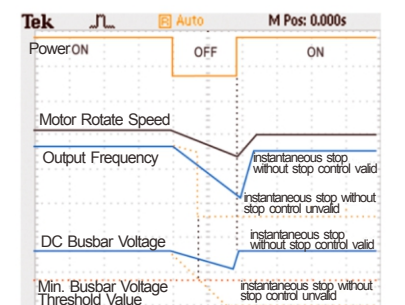 Tek
R Auto
M Pos: 0.000s
Power ON
OFF
ON
Motor Rotate Speed
Output Frequency
instantaneous stop
without stop control valid
instantaneous stop without
stop control unvalid
DC Busbar Voltage
instantaneous stop
without stop control valid
Min. Busbar Voltage
Threshold Value
instantaneous stop without
stop control unvalid